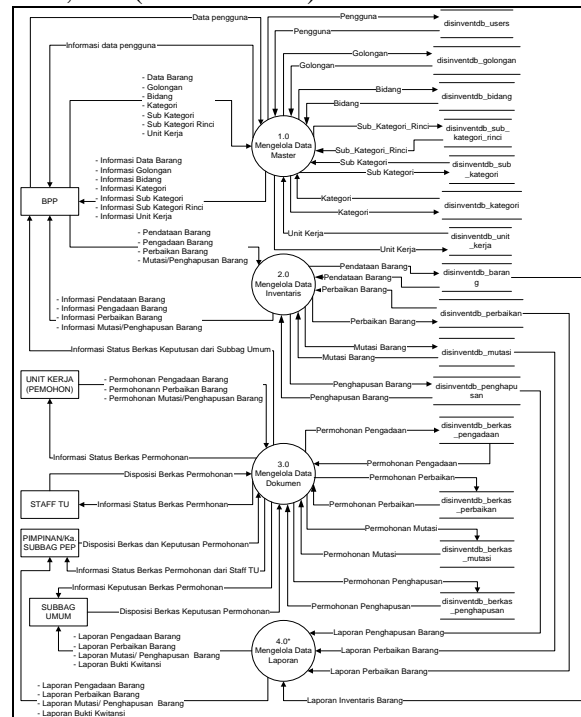 Data pengguna
Informasi data pengguna
- Data Barang
- Golongan
- Bidang
- Kategori
- Sub Kategori
- Sub Kategori Rinci
- Unit Kerja
- Informasi Data Barang
- Informasi Golongan
- Informasi Bidang
- Informasi Kategori
- Informasi Sub Kategori
- Informasi Sub Kategori Rinci
- Informasi Unit Kerja
BPP
1.0
Mengelola Data
Master
Pengguna
Pengguna
disinventdb_users
Golongan
Golongan
disinventdb_golongan
Bidang
Bidang
disinventdb_bidang
Sub_Kategori_Rinci
Sub_Kategori_Rinci
disinventdb_sub_
kategori_rinci
Sub Kategori
Sub Kategori
disinventdb_sub
_kategori
Kategori
Kategori
disinventdb_kategori
Unit Kerja
Unit Kerja
disinventdb_unit
_kerja
- Pendataan Barang
- Pengadaan Barang
- Perbaikan Barang
- Mutasi/Penghapusan Barang
2.0
Mengelola Data
Inventaris
- Informasi Pendataan Barang
- Informasi Pengadaan Barang
- Informasi Perbaikan Barang
- Informasi Mutasi/Penghapusan Barang
Pendataan Barang
Pendataan Barang
disinventdb_baran
g
Perbaikan Barang
Perbaikan Barang
disinventdb_perbaikan
Mutasi Barang
Mutasi Barang
disinventdb_mutasi
Penghapusan Barang
Penghapusan Barang
disinventdb_penghapu
san
Informasi Status Berkas Keputusan dari Subbag Umum
UNIT KERJA
(PEMOHON)
- Permohonan Pengadaan Barang
- Permohonann Perbaikan Barang
- Permohonan Mutasi/Penghapusan Barang
Informasi Status Berkas Permohonan
3.0
Mengelola Data
Dokumen
Disposisi Berkas Permohonan
STAFF TU
Informasi Status Berkas Permhonan
PIMPINAN/Ka.
SUBBAG PEP
Disposisi Berkas dan Keputusan Permohonan
Informasi Status Berkas Permohonan dari Staff TU
Informasi Keputusan Berkas Permohonan
SUBBAG
UMUM
Disposisi Berkas Keputusan Permohonan
Permohonan Pengadaan
Permohonan Pengadaan
disinventdb_berkas
_pengadaan
Permohonan Perbaikan
Permohonan Perbaikan
disinventdb_berkas
_perbaikan
Permohonan Mutasi
Permohonan Mutasi
disinventdb_berkas
_mutasi
Permohonan Penghapusan
Permohonan Penghapusan
disinventdb_berkas
_penghapusan
- Laporan Pengadaan Barang
- Laporan Perbaikan Barang
- Laporan Mutasi/ Penghapusan Barang
- Laporan Bukti Kwitansi
4.0*
Mengelola Data
Laporan
Laporan Penghapusan Barang
Laporan Perbaikan Barang
Laporan Perbaikan Barang
- Laporan Pengadaan Barang
- Laporan Perbaikan Barang
- Laporan Mutasi/ Penghapusan Barang
- Laporan Bukti Kwitansi
Laporan Inventaris Barang